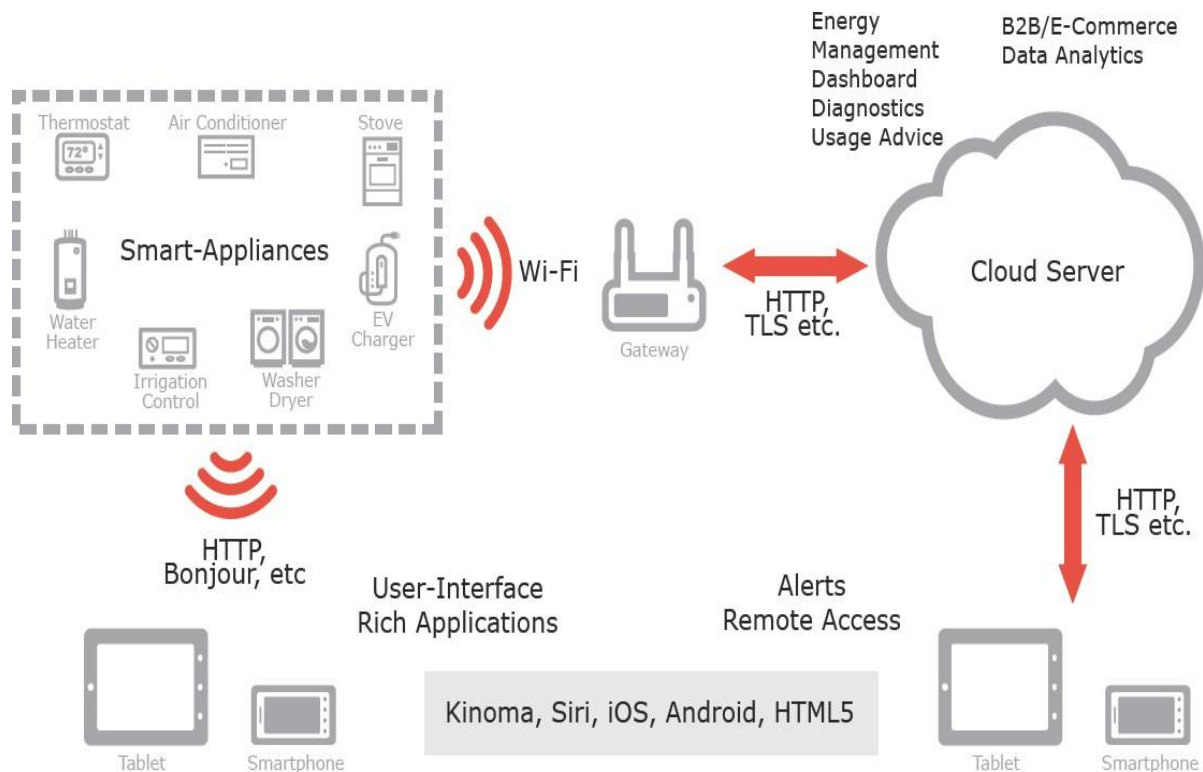 Energy
Management
Dashboard
Diagnostics
Usage Advice
B2B/E-Commerce
Data Analytics
Thermostat
Air Conditioner
Stove
72º
Smart-Appliances
Water
Heater
EV
Charger
Irrigation
Control
Washer
Dryer
Wi-Fi
Gateway
HTTP,
TLS etc.
Cloud Server
HTTP,
Bonjour, etc
HTTP,
TLS etc.
User-Interface
Rich Applications
Alerts
Remote Access
Kinoma, Siri, iOS, Android, HTML5
Tablet
Smartphone
Tablet
Smartphone